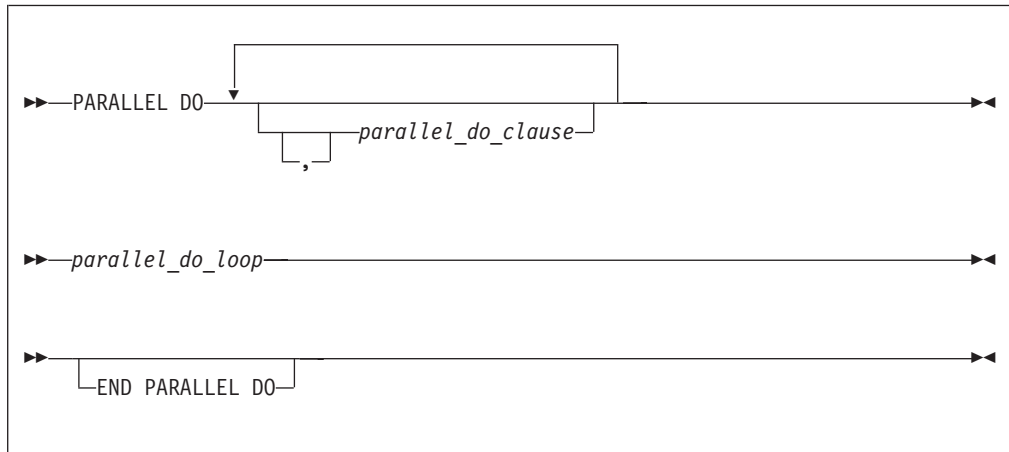 PARALLEL DO
parallel_do_clause
,
parallel_do_loop
END PARALLEL DO